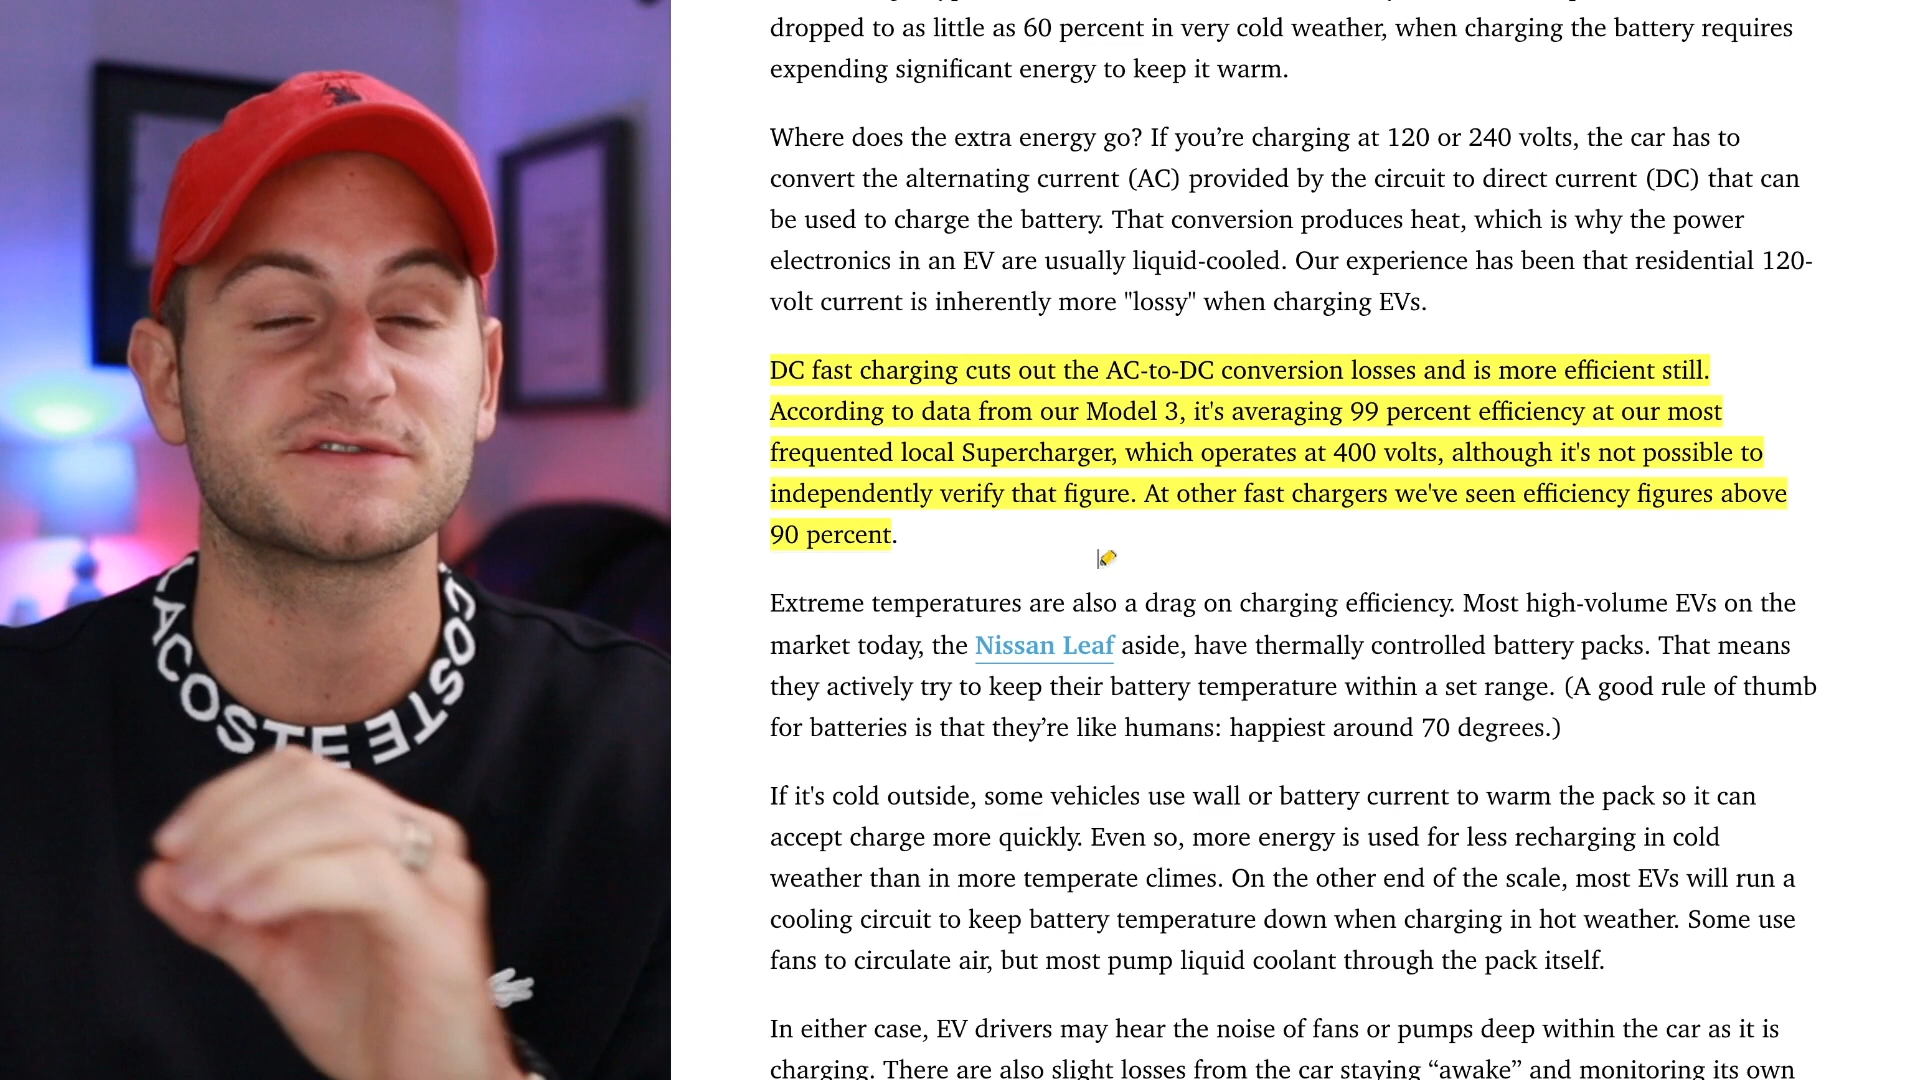 dropped to as little as 60 percent in very cold weather, when charging the battery requires
expending significant energy to keep it warm.
Where does the extra energy go? If you’re charging at 120 or 240 volts, the car has to
convert the alternating current (AC) provided by the circuit to direct current (DC) that can
be used to charge the battery. That conversion produces heat, which is why the power
electronics in an EV are usually liquid-cooled. Our experience has been that residential 120-
volt current is inherently more "lossy" when charging EVs.
DC fast charging cuts out the AC-to-DC conversion losses and is more efficient still.
According to data from our Model 3, it's averaging 99 percent efficiency at our most
frequented local Supercharger, which operates at 400 volts, although it's not possible to
independently verify that figure. At other fast chargers we've seen efficiency figures above
90 percent.
Extreme temperatures are also a drag on charging efficiency. Most high-volume EVs on the
market today, the Nissan Leaf aside, have thermally controlled battery packs. That means
they actively try to keep their battery temperature within a set range. (A good rule of thumb
for batteries is that they’re like humans: happiest around 70 degrees.)
If it's cold outside, some vehicles use wall or battery current to warm the pack so it can
accept charge more quickly. Even so, more energy is used for less recharging in cold
weather than in more temperate climes. On the other end of the scale, most EVs will run a
cooling circuit to keep battery temperature down when charging in hot weather. Some use
fans to circulate air, but most pump liquid coolant through the pack itself.
In either case, EV drivers may hear the noise of fans or pumps deep within the car as it is
charging. There are also slight losses from the car staying “awake” and monitoring its own
LACOSTE
LACOSTE